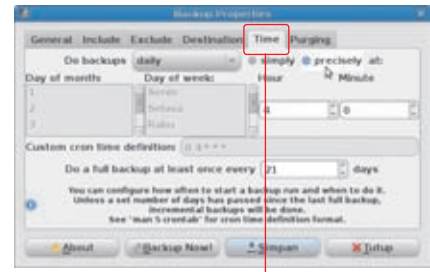 Backup Properties
General Include Exclude Destination Time Purging
Do backups daily simply precisely at:
Day of month: Day of week: Hour Minute
1 Senin
2 Selasa
3 Rabu
4 0
Custom cron time definition:
Do a full backup at least once every 21 days
You can configure how often to start a backup run and when to do it.
Unless a set number of days has passed since the last full backup,
incremental backups will be done.
See 'man 5 crontab' for cron time definition format.
About Backup Now! Simpan Tutup